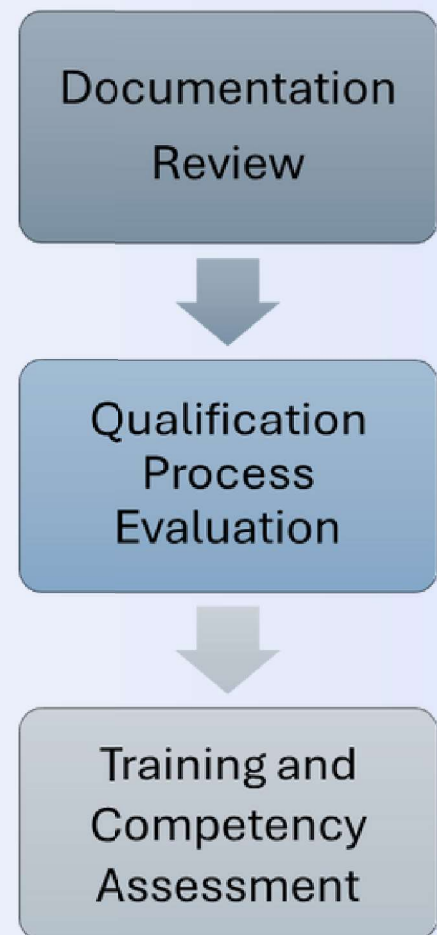 Documentation
Review
Qualification
Process
Evaluation
Training and
Competency
Assessment